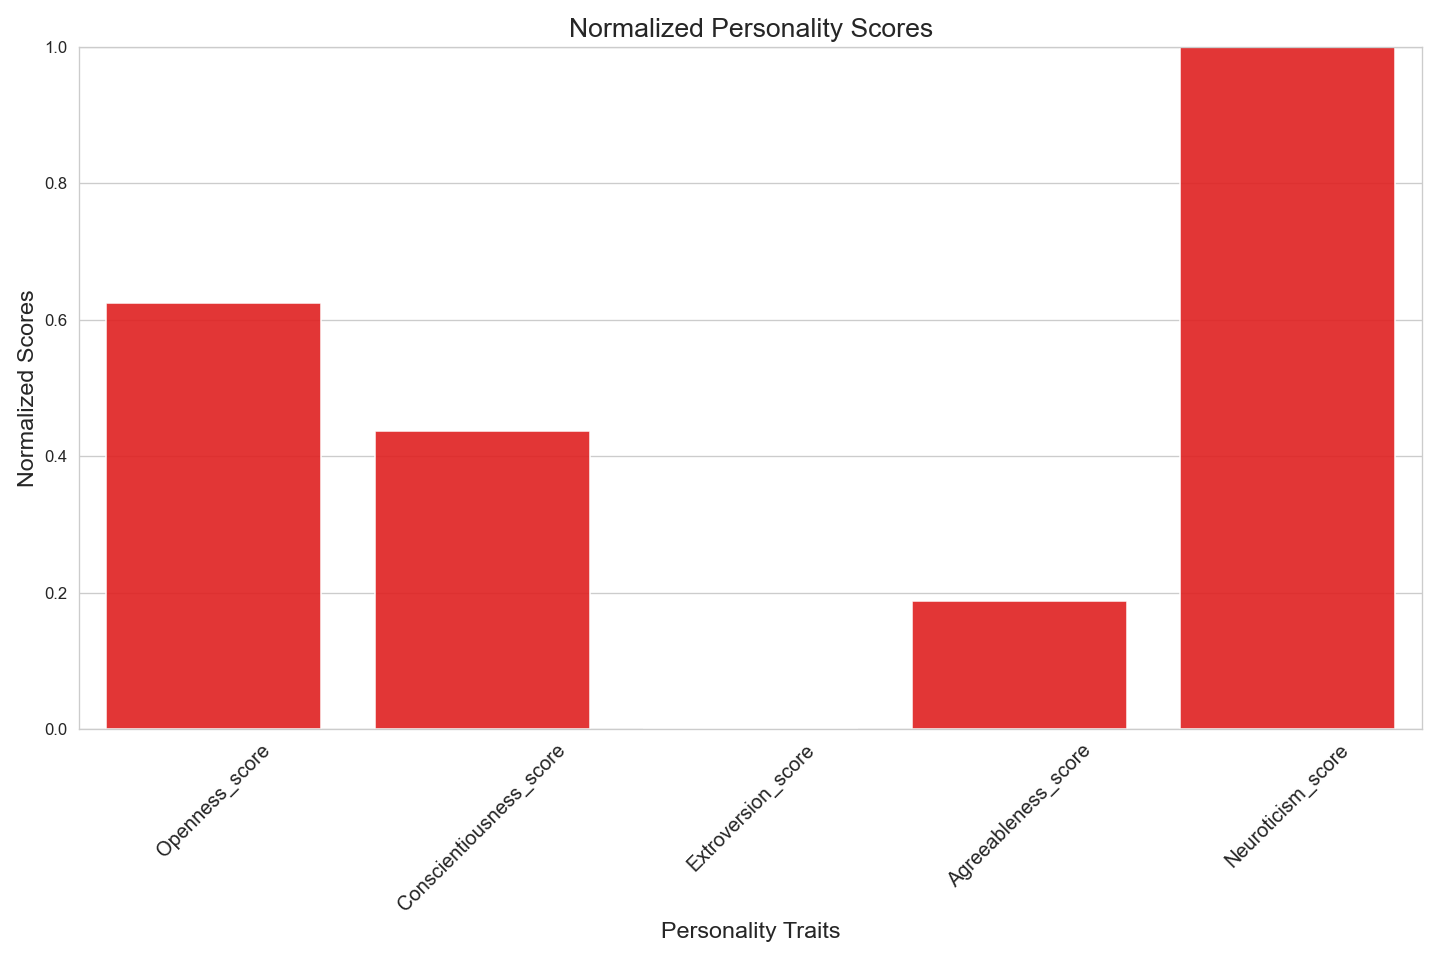 Normalized Personality Scores
Normalized Scores
1.0
0.8
0.6
0.4
0.2
0.0
Openness_score
Conscientiousness_score
Extroversion_score
Agreeableness_score
Neuroticism_score
Personality Traits